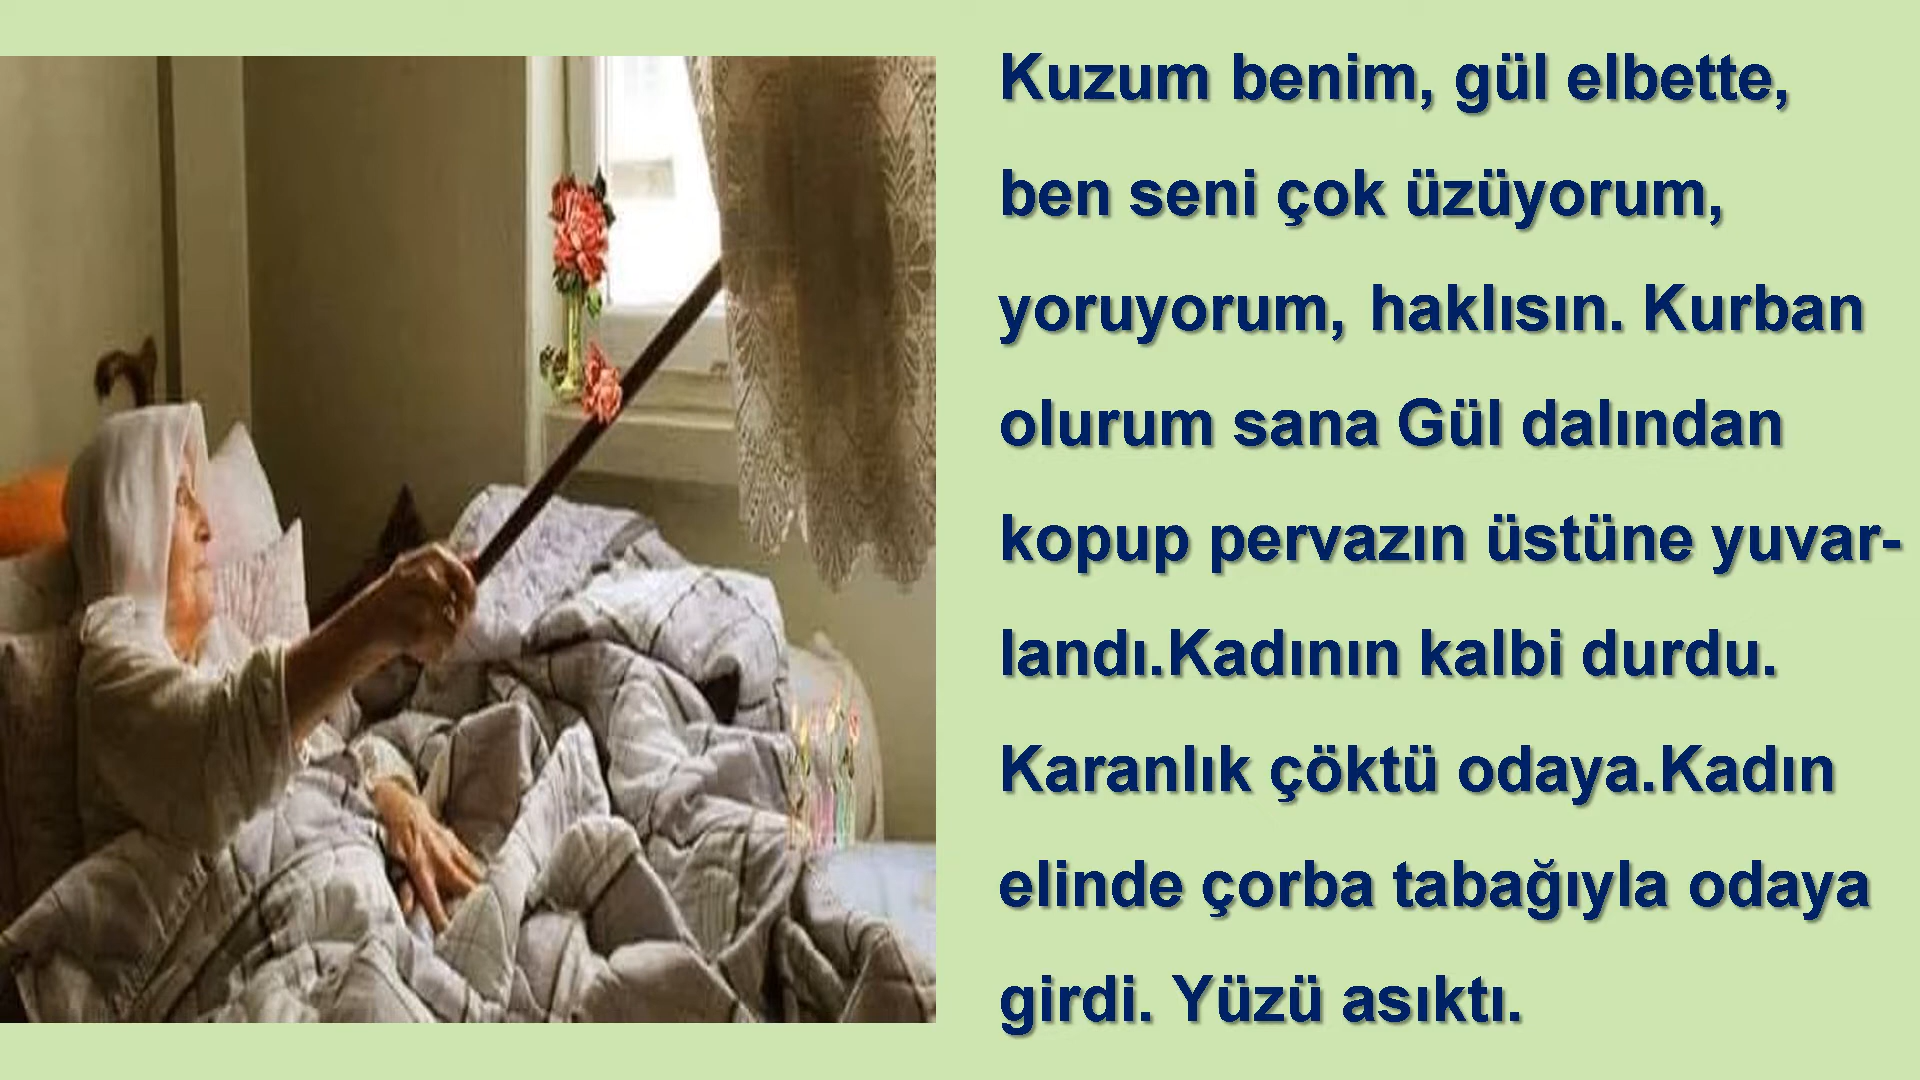 Kuzum benim, gül elbette,
ben seni çok üzüyorum,
yoruyorum, haklısın. Kurban
olurum sana Gül dalından
kopup pervazın üstüne yuvar-
landı.Kadının kalbi durdu.
Karanlık çöktü odaya.Kadın
elinde çorba tabağıyla odaya
girdi. Yüzü asıktı.